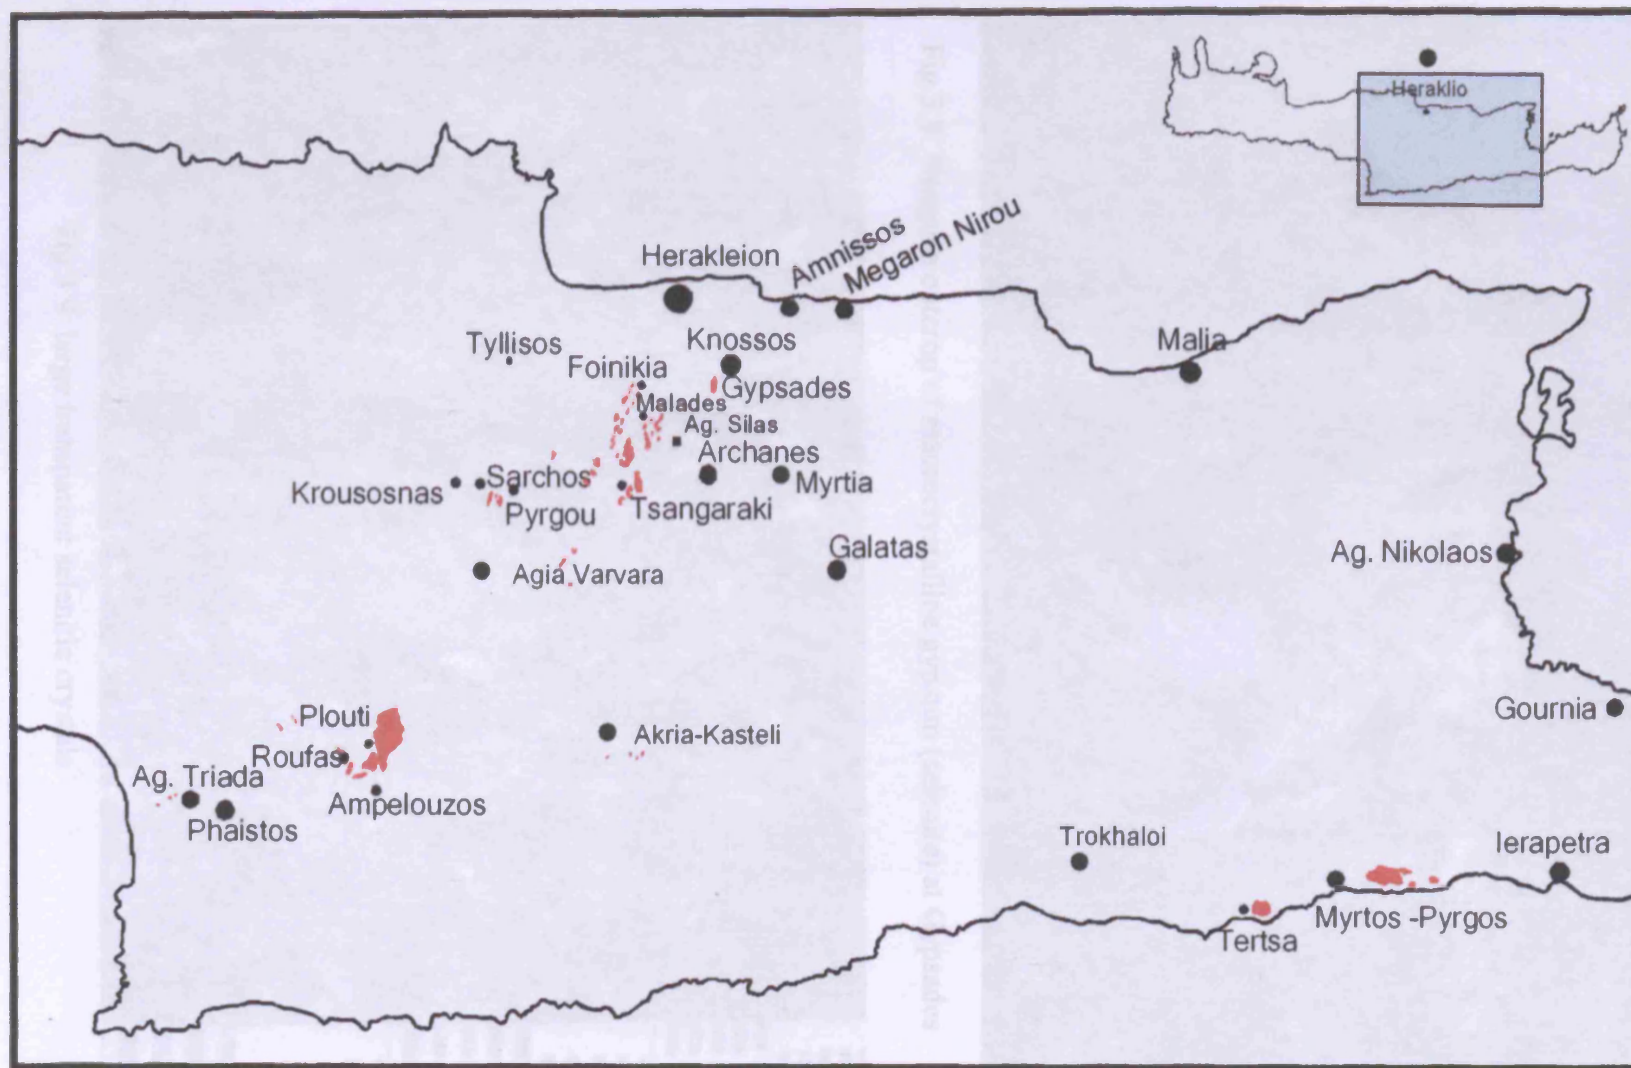 Heraklio
Amnissos
Megaron Nirou
Herakleion
Tyllisos
Knossos
Malia
Foinikia
Gypsades
Malades
Ag. Silas
Archanes
Krousosnas
Sarchos
Myrtia
Pyrgou
Tsangaraki
Galatas
Ag. Nikolaos
Agia Varvara
Plouti
Gournia
Roufas
Akria-Kasteli
Ag. Triada
Ampelouzos
Phaistos
Trokhaloi
Ierapetra
Myrtos -Pyrgos
Tertsa